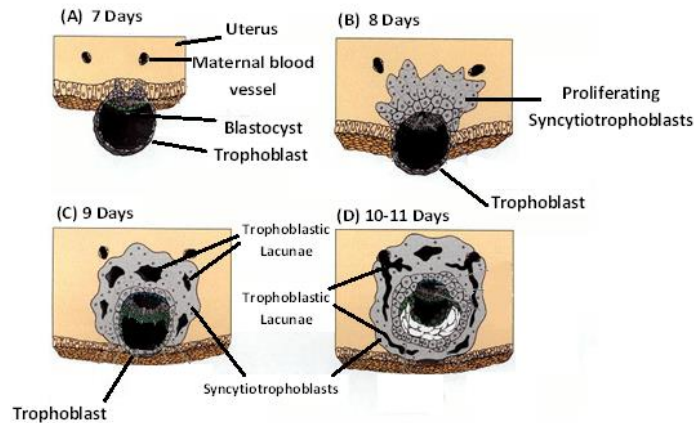 (A) 7 Days
Uterus
Maternal blood
vessel
Blastocyst
Trophoblast
(B) 8 Days
Proliferating
Syncytiotrophoblasts
Trophoblast
(C) 9 Days
Trophoblastic
Lacunae
Trophoblastic
Lacunae
Syncytiotrophoblasts
Trophoblast
(D) 10-11 Days